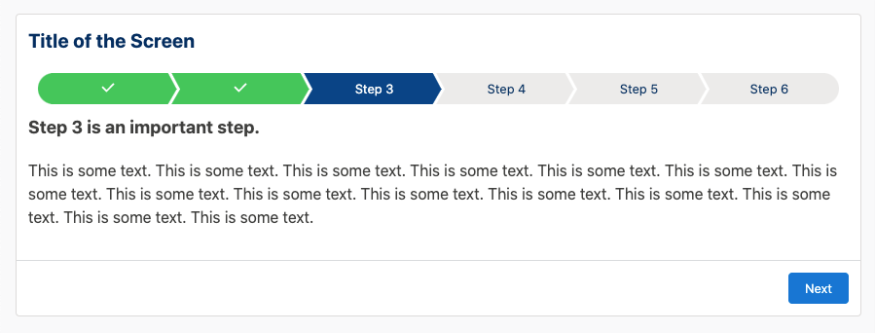 Title of the Screen
Step 3 Step 4 Step 5 Step 6
Step 3 is an important step.
This is some text. This is some text. This is some text. This is some text. This is some text. This is some text. This is
some text. This is some text. This is some text. This is some text. This is some text. This is some text. This is some
text. This is some text. This is some text.
Next